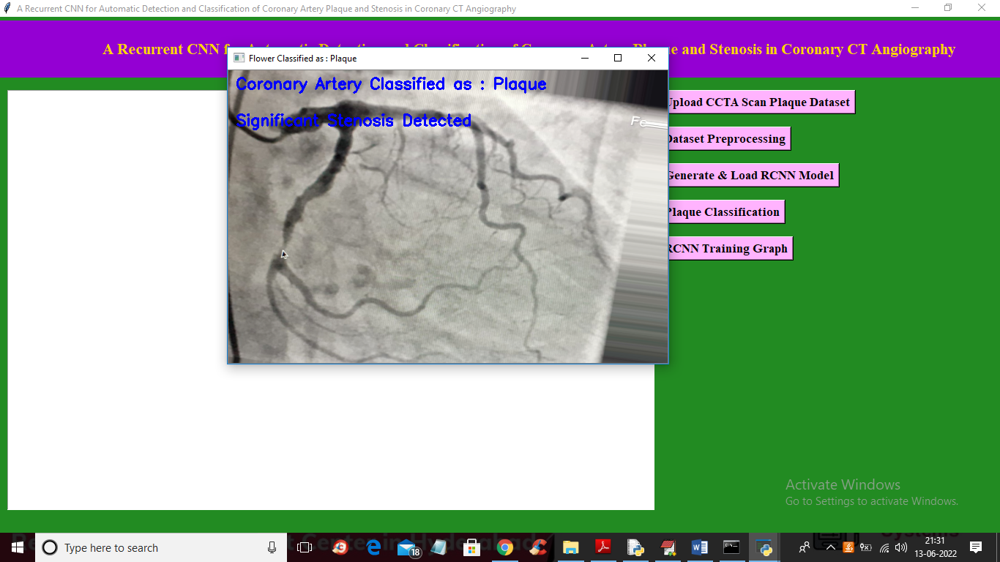 A Recurrent CNN for Automatic Detection and Classification of Coronary Artery Plaque and Stenosis in Coronary CT Angiography
A Recurrent CNN and Stenosis in Coronary CT Angiography
Flower Classified as : Plaque
Coronary Artery Classified as : Plaque
Significant Stenosis Detected
Fe
Upload CCTA Scan Plaque Dataset
Dataset Preprocessing
Generate & Load RCNN Model
Plaque Classification
RCNN Training Graph
Activate Windows
Go to Settings to activate Windows.
Type here to search
18
21:31
13-06-2022